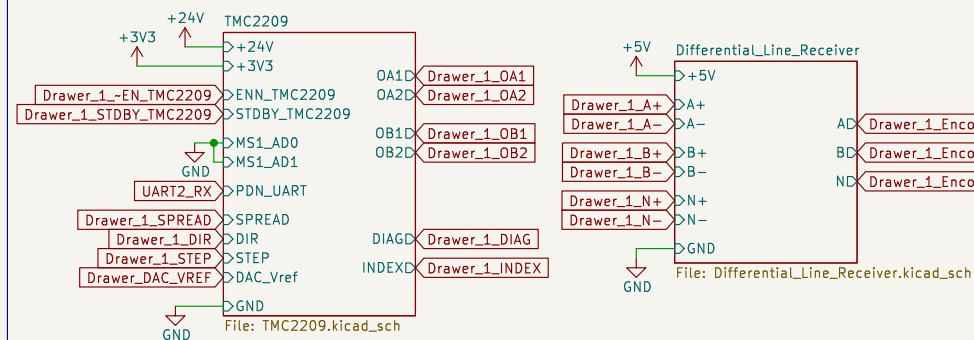 +24V
TMC2209
+3V3
+24V
+3V3
Drawer_1_~EN_TMC2209
ENN_TMC2209
Drawer_1_STDBY_TMC2209
STDBY_TMC2209
MS1_AD0
MS1_AD1
GND
UART2_RX
PDN_UART
Drawer_1_SPREAD
SPREAD
Drawer_1_DIR
DIR
Drawer_1_STEP
STEP
Drawer_DAC_VREF
DAC_Vref
GND
GND
OA1
Drawer_1_OA1
OA2
Drawer_1_OA2
OB1
Drawer_1_OB1
OB2
Drawer_1_OB2
DIAG
Drawer_1_DIAG
INDEX
Drawer_1_INDEX
File: TMC2209.kicad_sch
+5V
Differential_Line_Receiver
+5V
Drawer_1_A+
A+
Drawer_1_A-
A-
Drawer_1_B+
B+
Drawer_1_B-
B-
Drawer_1_N+
N+
Drawer_1_N-
N-
GND
GND
A
Drawer_1_Enco
B
Drawer_1_Enco
N
Drawer_1_Enco
File: Differential_Line_Receiver.kicad_sch